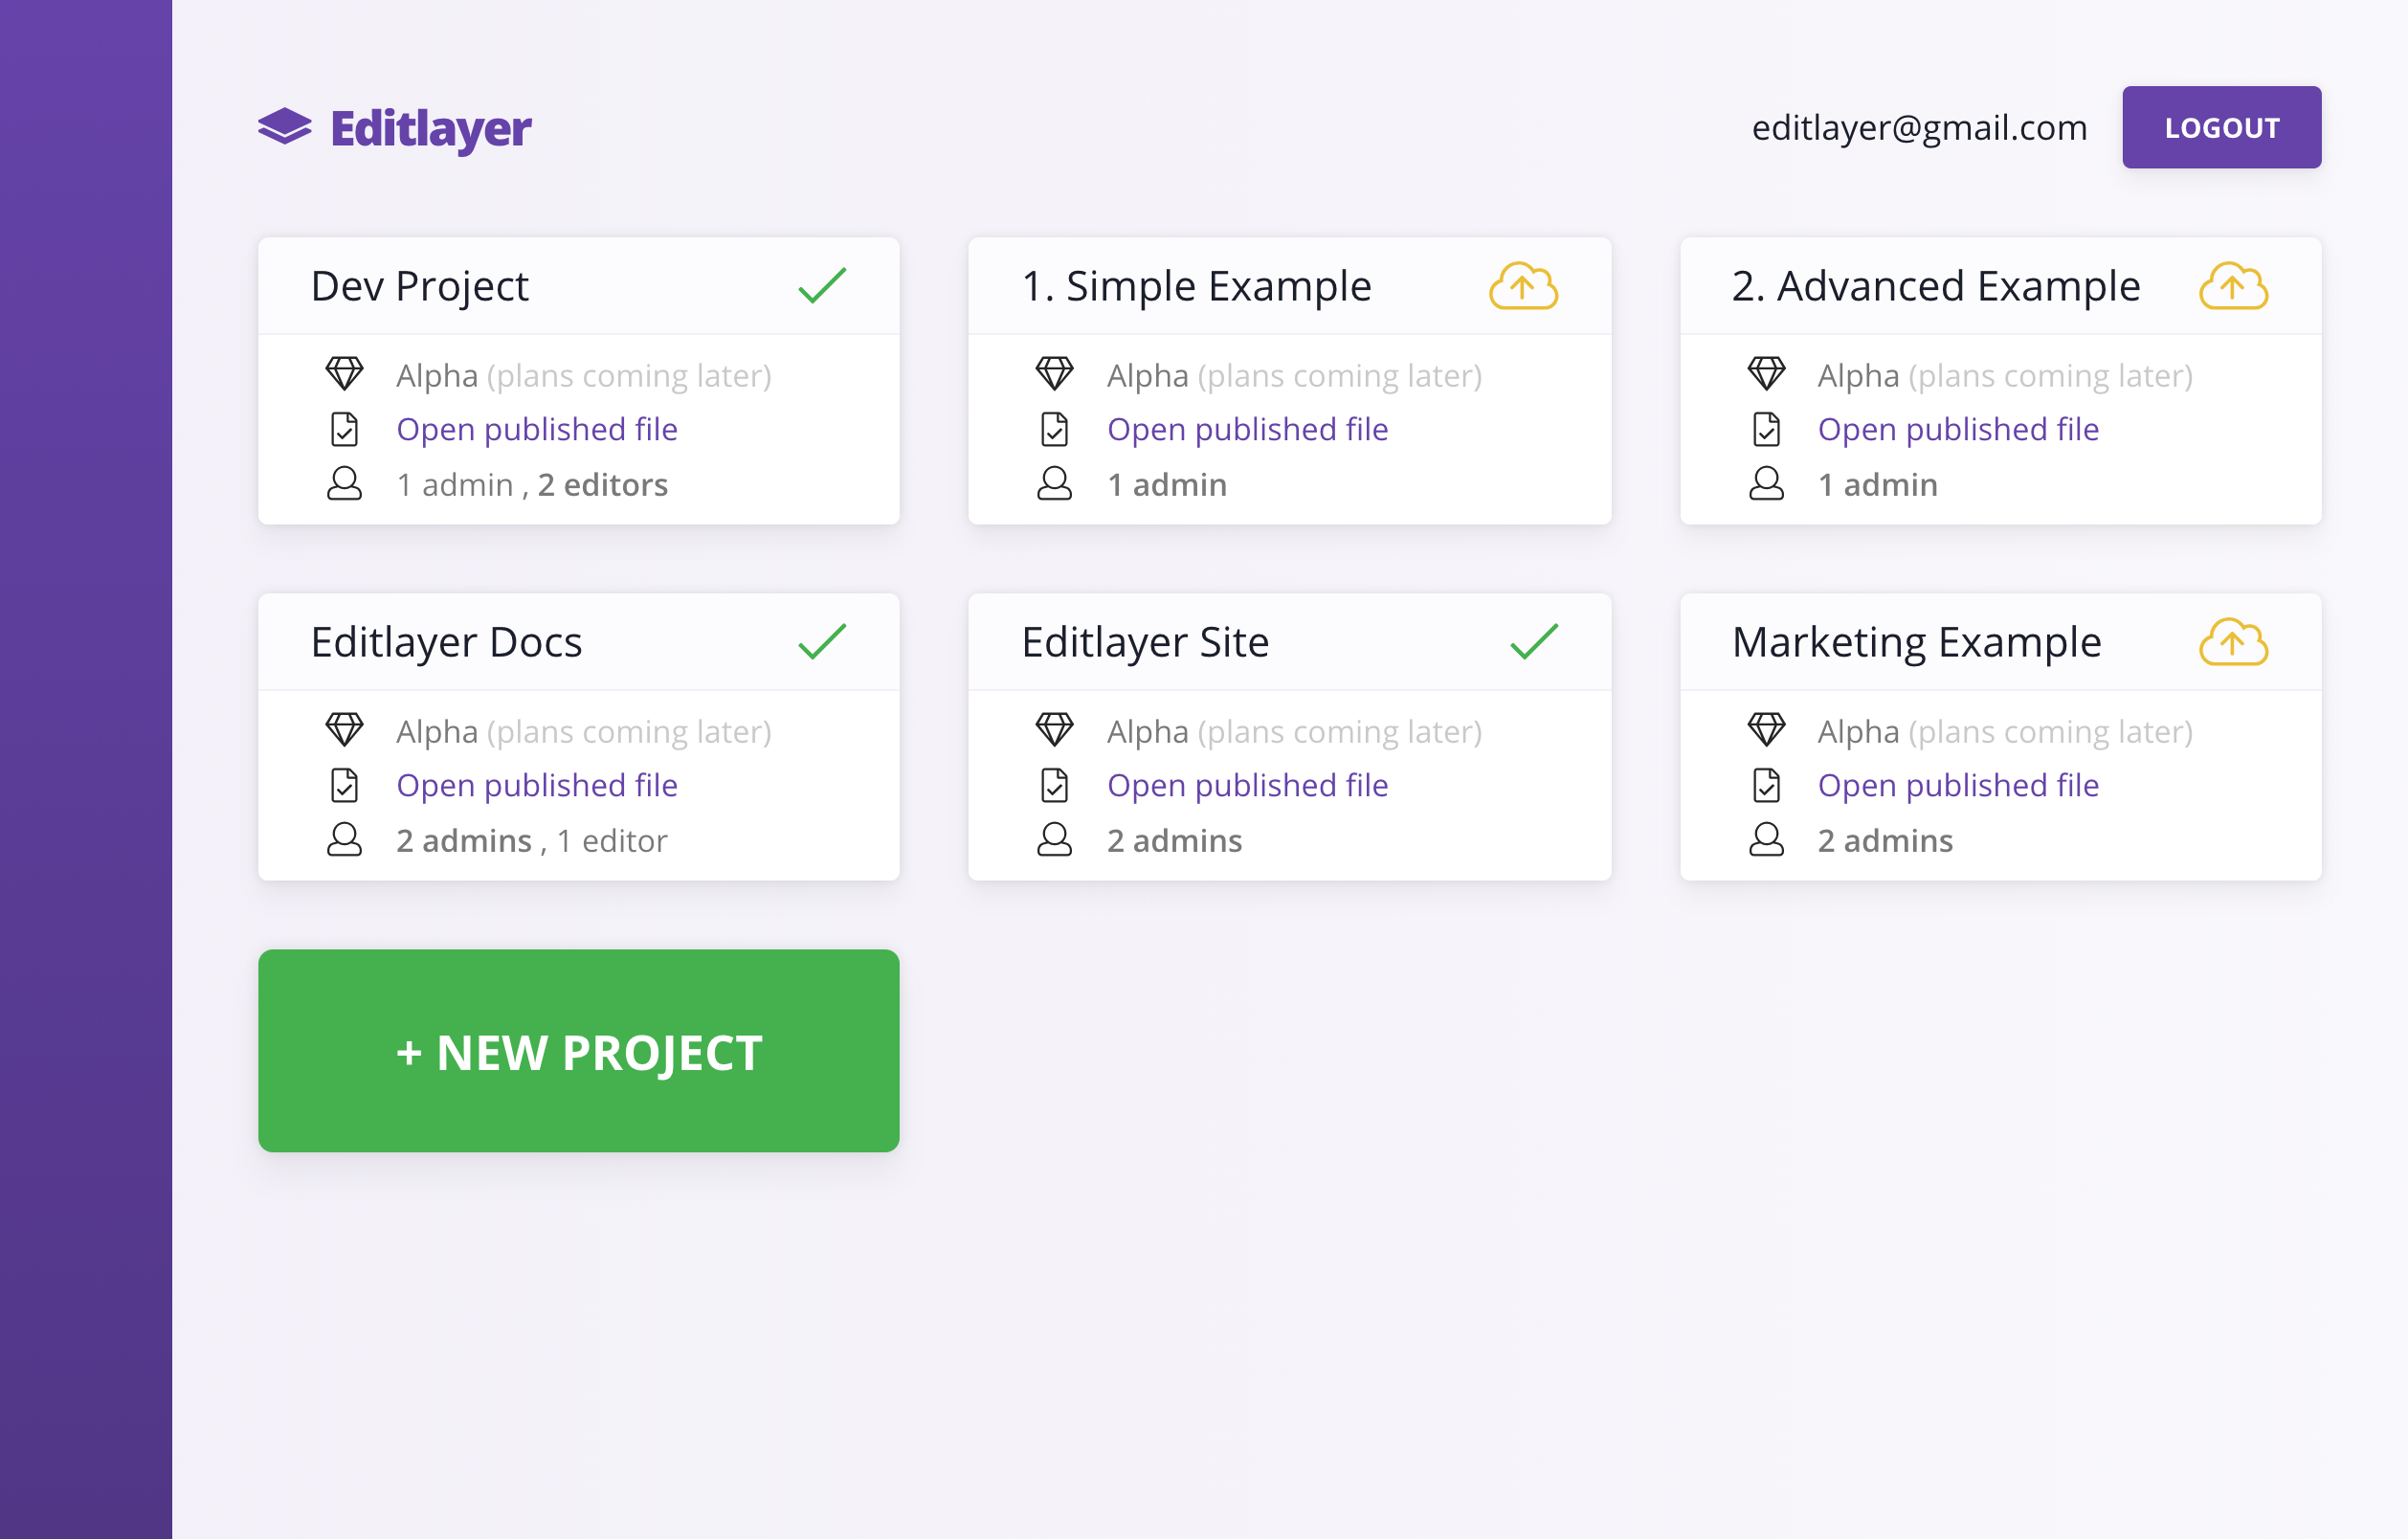 Editlayer
editlayer@gmail.com
LOGOUT
Dev Project
Alpha (plans coming later)
Open published file
1 admin , 2 editors
1. Simple Example
Alpha (plans coming later)
Open published file
1 admin
2. Advanced Example
Alpha (plans coming later)
Open published file
1 admin
Editlayer Docs
Alpha (plans coming later)
Open published file
2 admins , 1 editor
Editlayer Site
Alpha (plans coming later)
Open published file
2 admins
Marketing Example
Alpha (plans coming later)
Open published file
2 admins
+ NEW PROJECT